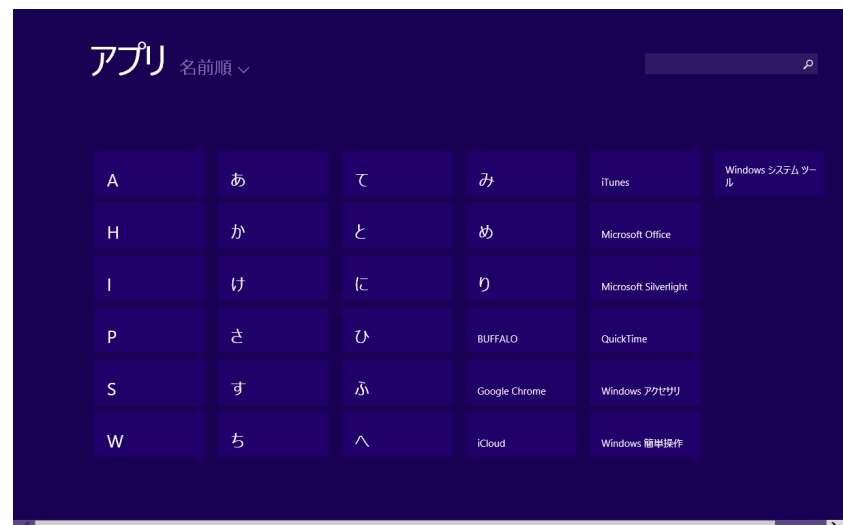 アプリ 名前順
A
H
I
P
S
W
あ
か
け
さ
す
ち
て
と
に
ひ
ふ
へ
み
め
り
BUFFALO
Google Chrome
iCloud
iTunes
Microsoft Office
Microsoft Silverlight
QuickTime
Windows アクセサリ
Windows 簡単操作
Windows システム ツー
ル